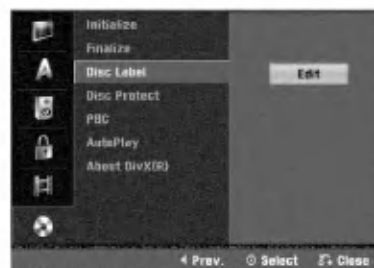 Initialize
Finalize
Disc Label
Edit
Disc Protect
PBC
AutoPlay
About DivX(R)
Prev. Select Close